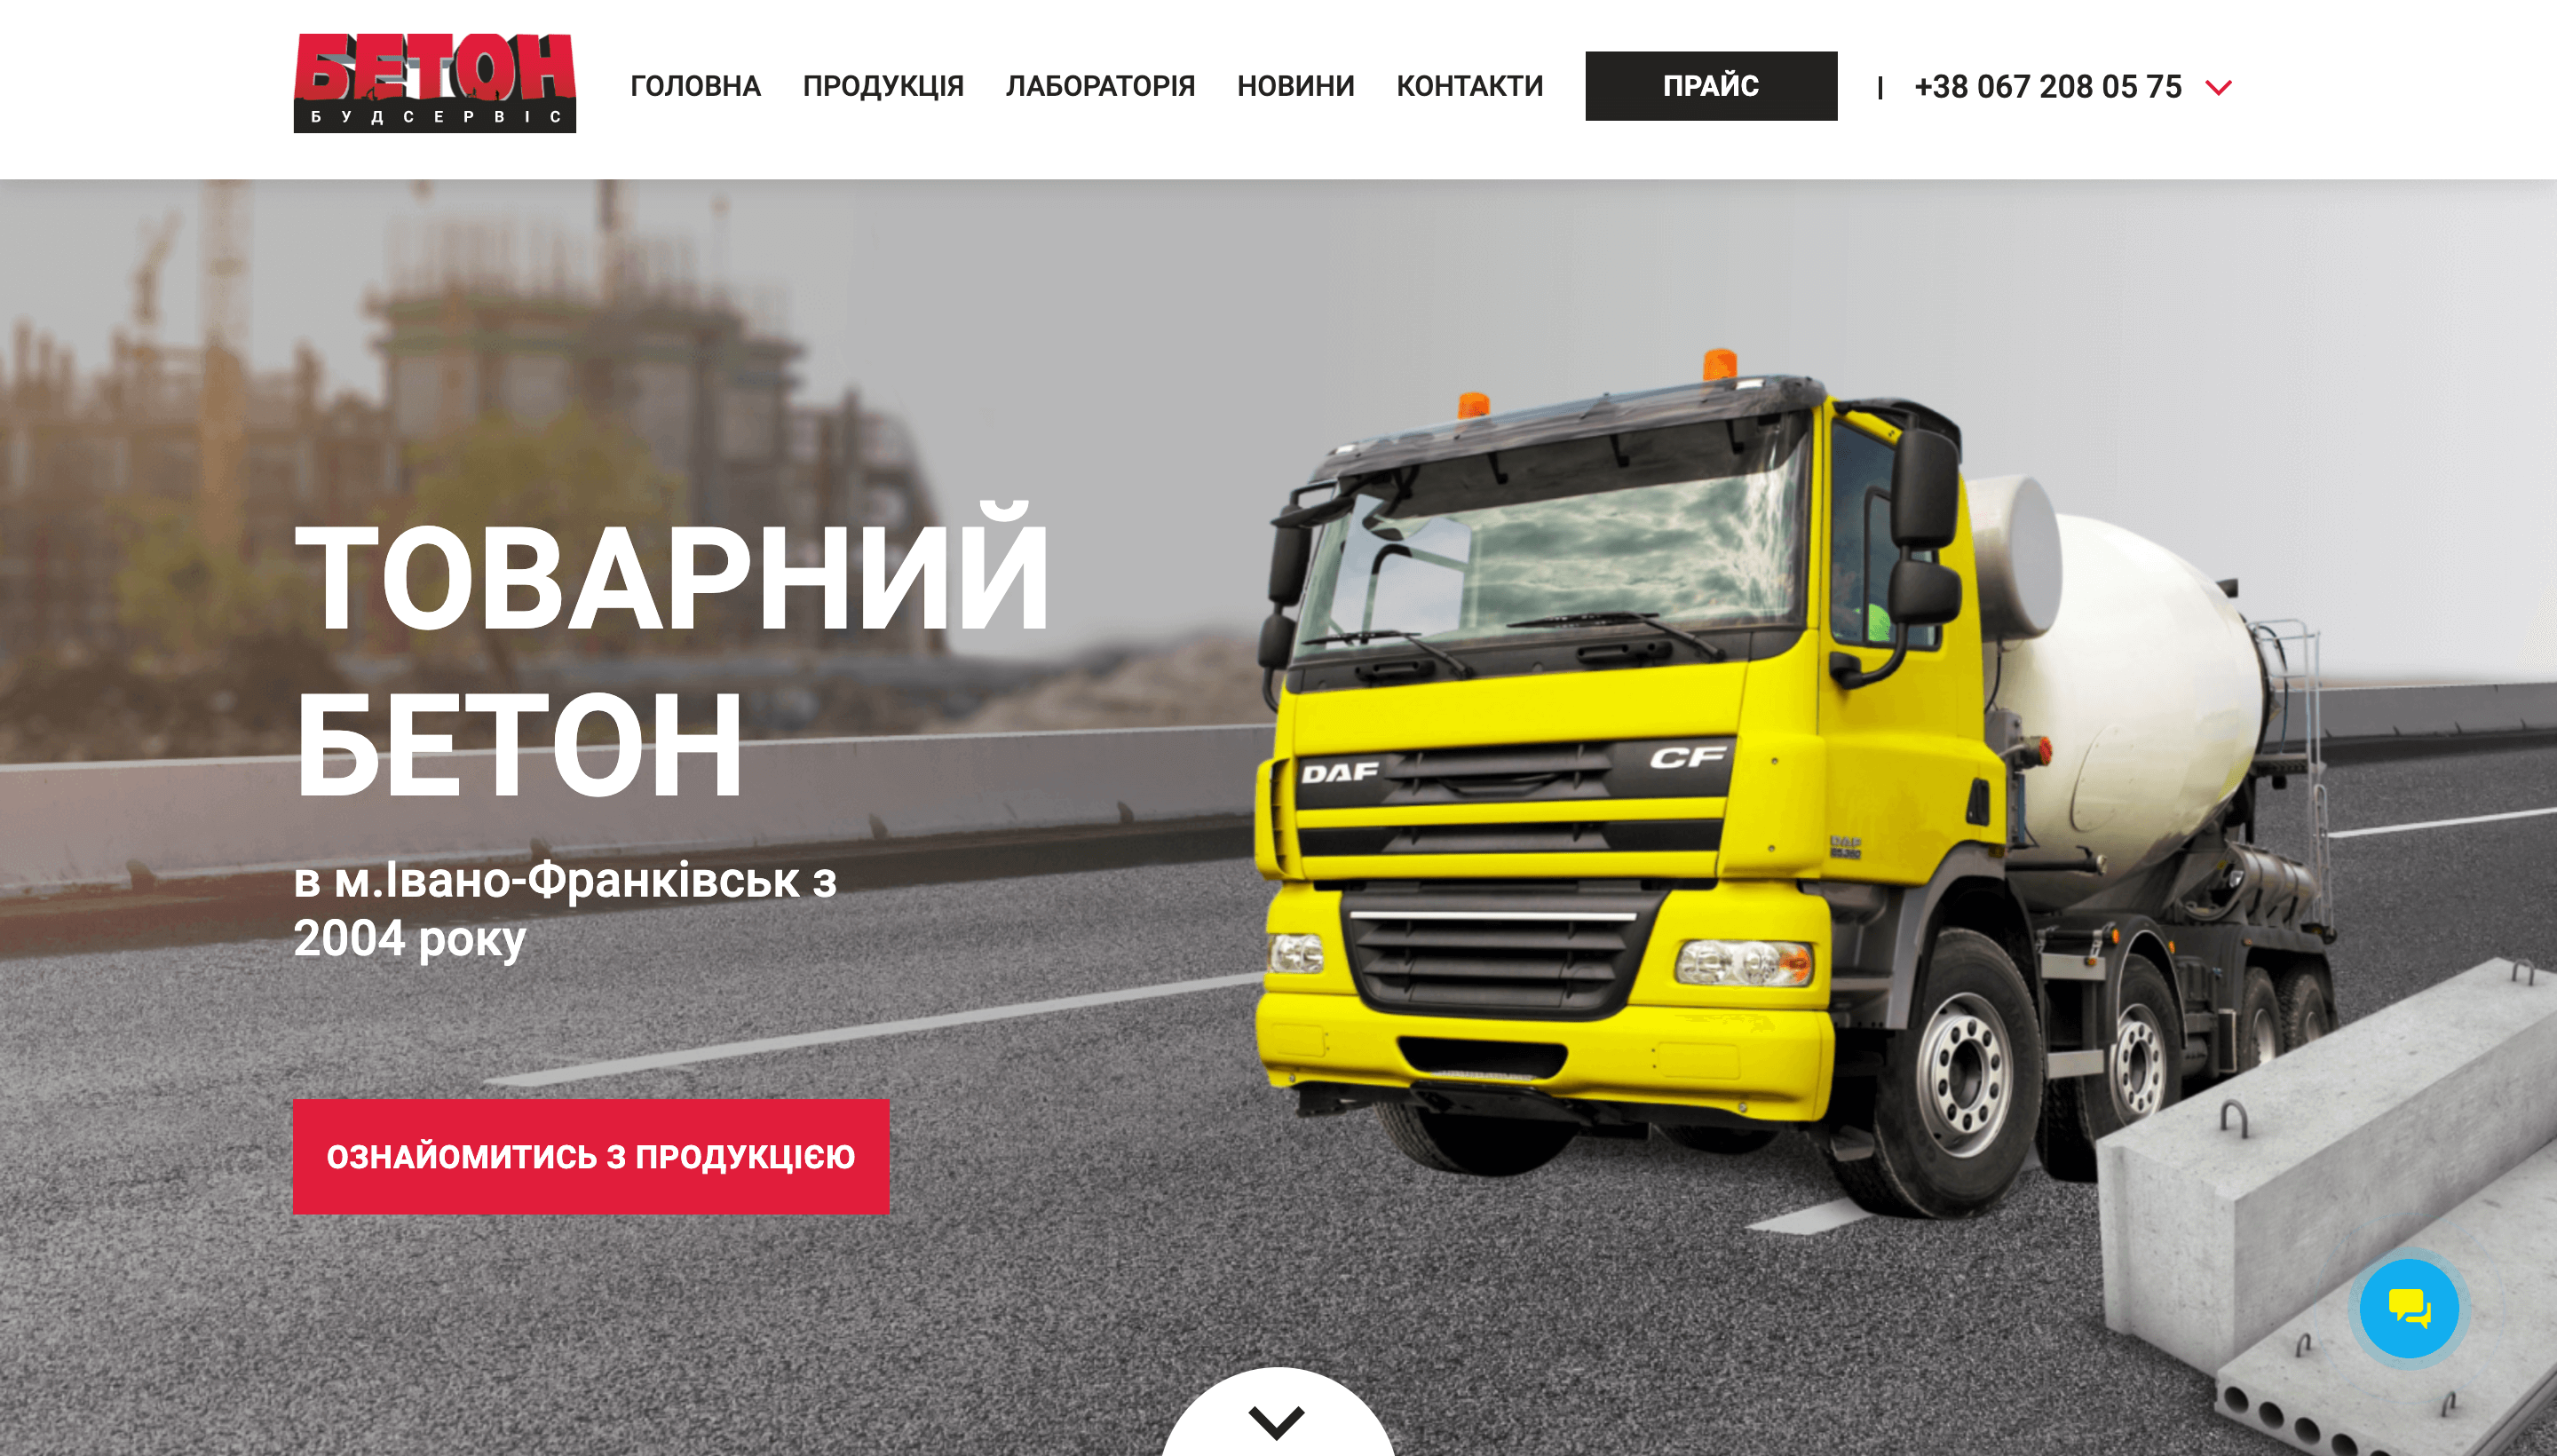 БЕТОН
БУДСЕРВІС
ГОЛОВНА ПРОДУКЦІЯ ЛАБОРАТОРІЯ НОВИНИ КОНТАКТИ ПРАЙС | +38 067 208 05 75
ТОВАРНИЙ
БЕТОН
в м.Івано-Франківськ з
2004 року
ОЗНАЙОМИТИСЬ З ПРОДУКЦІЄЮ
DAF CF